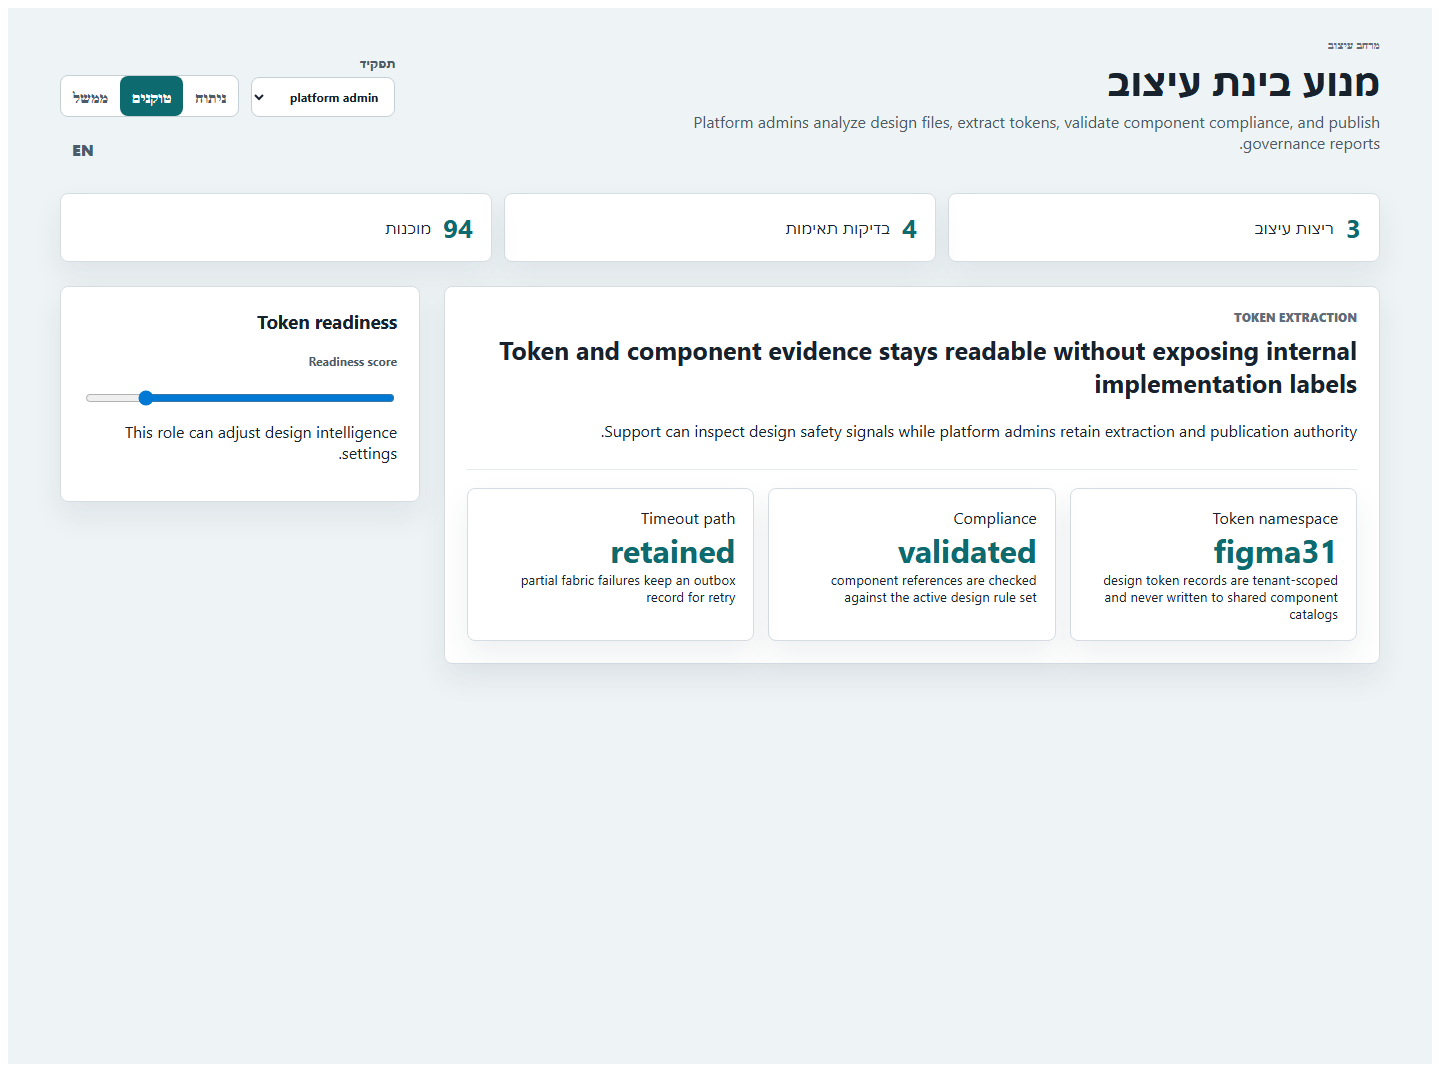 מרחב עיצוב
מנוע בינת עיצוב
Platform admins analyze design files, extract tokens, validate component compliance, and publish
governance reports.
תפקיד
platform admin
ניתוח
טוקנים
ממשל
EN
3 ריצות עיצוב
4 בדיקות תאימות
94 מוכנות
TOKEN EXTRACTION
Token and component evidence stays readable without exposing internal
implementation labels
Support can inspect design safety signals while platform admins retain extraction and publication authority.
Token namespace
figma31
design token records are tenant-scoped
and never written to shared component
catalogs
Compliance
validated
component references are checked
against the active design rule set
Timeout path
retained
partial fabric failures keep an outbox
record for retry
Token readiness
Readiness score
This role can adjust design intelligence
settings.